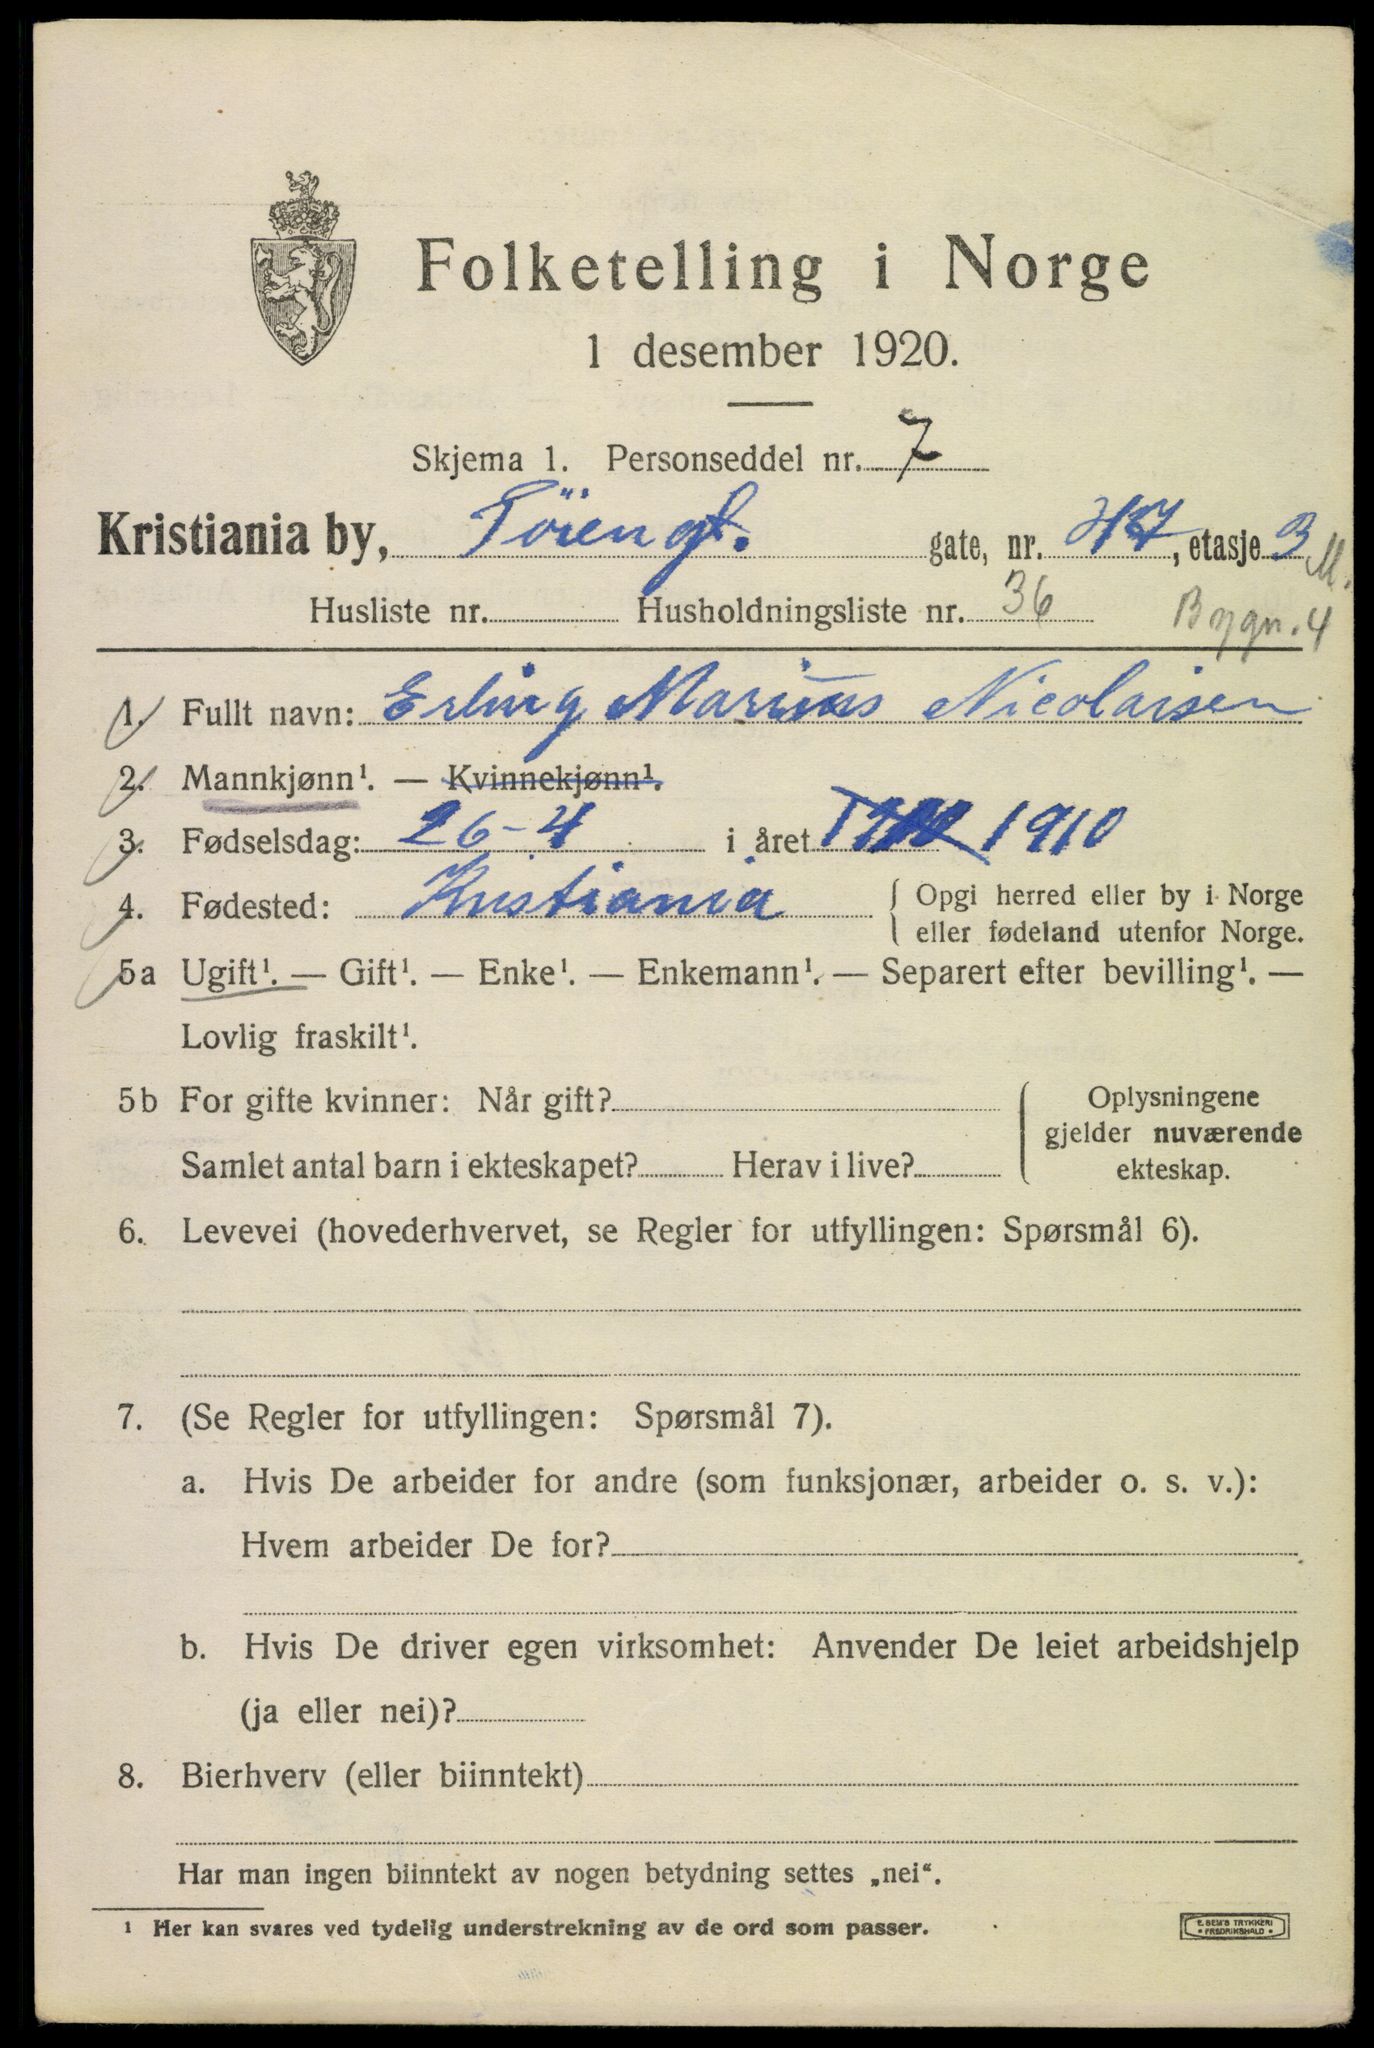 Folketelling i Norge
1 desember 1920.
Skjema 1. Personseddel nr. 7
Kristiania by, Töiengt. gate, nr. 47, etasje 3 M.
Husliste nr. Husholdningsliste nr. 36 Bygn. 4
1. Fullt navn: Erling Marius Nicolaisen
2. Mannkjønn¹. — Kvinnekjønn¹.
3. Fødselsdag: 26-4 i året 1910
4. Fødested: Kristiania { Opgi herred eller by i Norge
eller fødeland utenfor Norge.
5a Ugift¹. — Gift¹. — Enke¹. — Enkemann¹. — Separert efter bevilling¹. —
Lovlig fraskilt¹.
5b For gifte kvinner: Når gift? { Oplysningene
gjelder nuværende
Samlet antal barn i ekteskapet? Herav i live? ekteskap.
6. Levevei (hovederhvervet, se Regler for utfyllingen: Spørsmål 6).
7. (Se Regler for utfyllingen: Spørsmål 7).
a. Hvis De arbeider for andre (som funksjonær, arbeider o. s. v.):
Hvem arbeider De for?
b. Hvis De driver egen virksomhet: Anvender De leiet arbeidshjelp
(ja eller nei)?
8. Bierhverv (eller biinntekt)
Har man ingen biinntekt av nogen betydning settes „nei“.
¹ Her kan svares ved tydelig understrekning av de ord som passer.
E. SEM'S TRYKKERI
• FREDRIKSHALD •